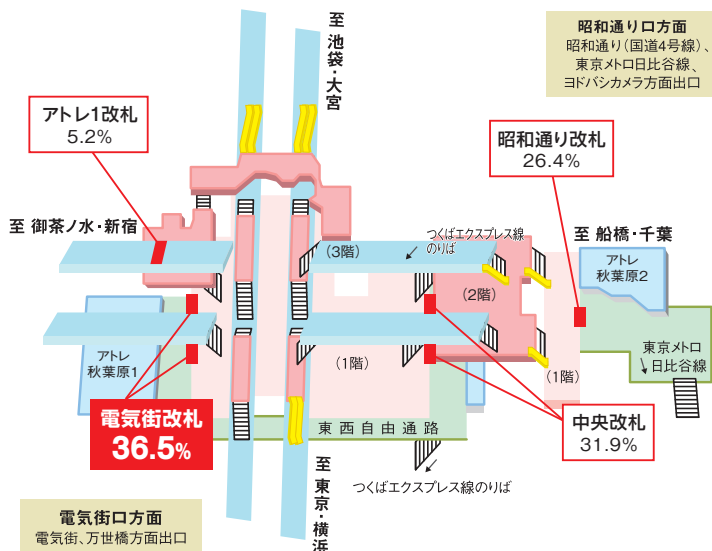 至 池袋・大宮
昭和通り口方面
昭和通り（国道4号線）、
東京メトロ日比谷線、
ヨドバシカメラ方面出口
アトレ1改札
5.2%
昭和通り改札
26.4%
至 御茶ノ水・新宿
つくばエクスプレス線
のりば
(3階)
至 船橋・千葉
アトレ
秋葉原2
(2階)
アトレ
秋葉原1
(1階)
(1階)
東京メトロ
日比谷線
電気街改札
36.5%
中央改札
31.9%
東西自由通路
つくばエクスプレス線のりば
至 東京・横浜
電気街口方面
電気街、万世橋方面出口